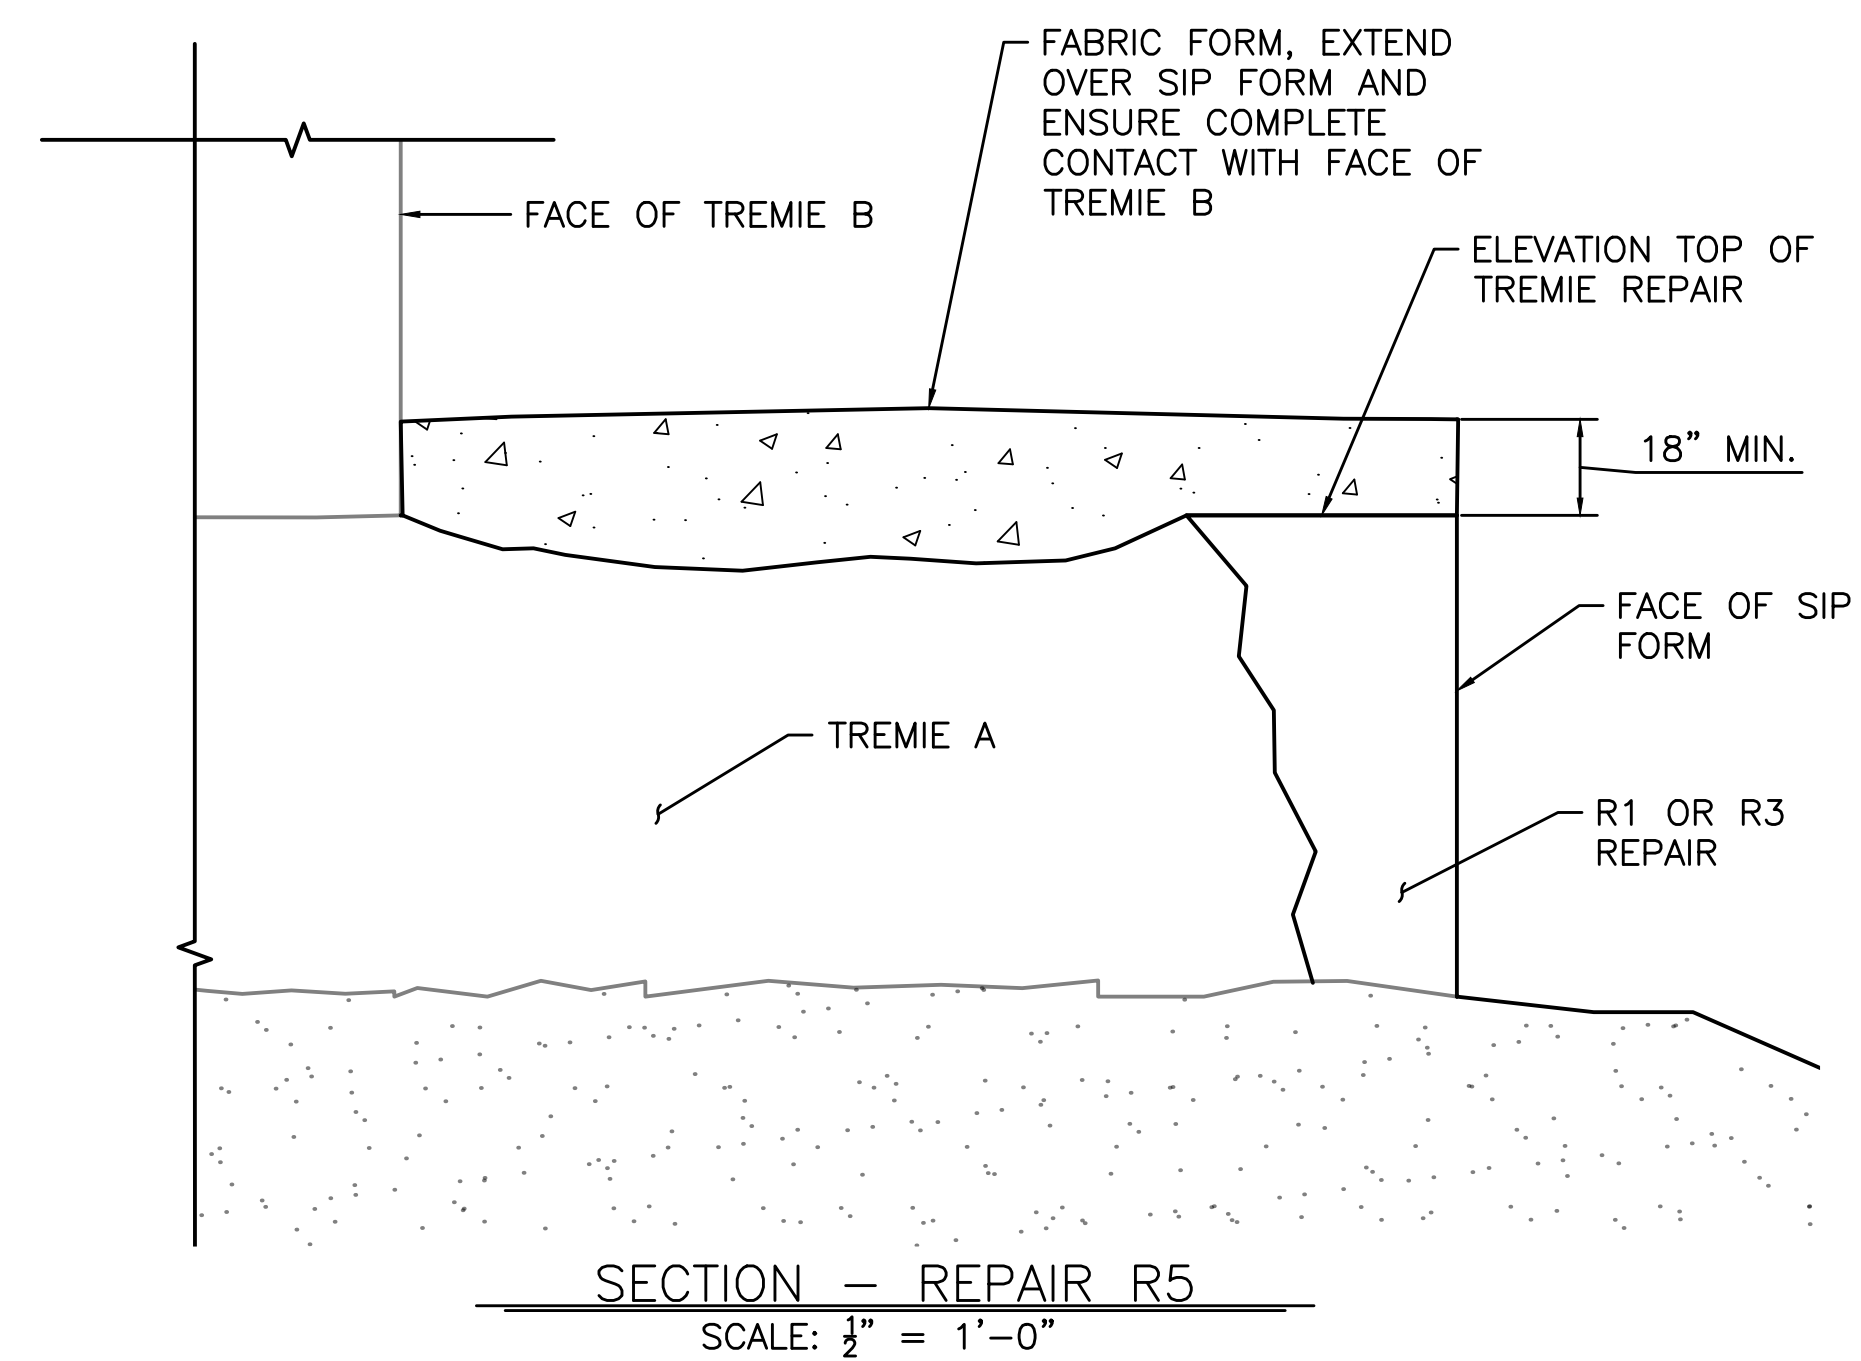 FABRIC FORM, EXTEND
OVER SIP FORM AND
ENSURE COMPLETE
CONTACT WITH FACE OF
TREMIE B
FACE OF TREMIE B
ELEVATION TOP OF
TREMIE REPAIR
18" MIN.
FACE OF SIP
FORM
TREMIE A
R1 OR R3
REPAIR
SECTION - REPAIR R5
SCALE: ½" = 1'-0"